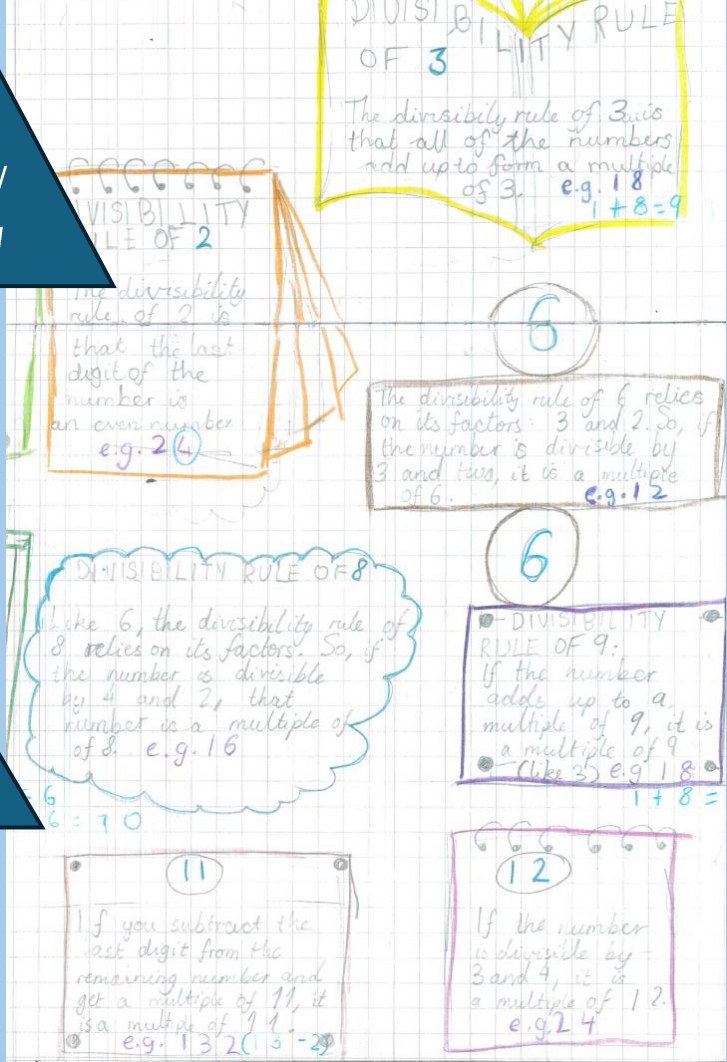 DIVISIBILITY RULE
OF 3
The divisibily rule of 3 is
that all of the numbers
add up to form a multiple
of 3. e.g. 18
1 + 8 = 9
VISIBILITY
LE OF 2
The divisibility
rule of 2 is
that the last
digit of the
number is
an even number
e.g. 24
6
The divisibility rule of 6 relies
on its factors: 3 and 2. So, if
the number is divisible by
3 and two, it is a multiple
of 6. e.g. 12
6
DIVISIBILITY RULE OF 8
Like 6, the divisibility rule of
8 relies on its factors. So, if
the number is divisible
by 4 and 2, that
number is a multiple of
of 8. e.g. 16
DIVISIBILITY
RULE OF 9:
If the number
adds up to a
multiple of 9, it is
a multiple of 9
(like 3) e.g 18
1 + 8 =
6
6 = 10
11
If you subtract the
last digit from the
remaining number and
get a multiple of 11, it
is a multiple of 11.
e.g. 132 (13-2)
12
If the number
is divisible by
3 and 4, it is
a multiple of 12.
e.g. 24